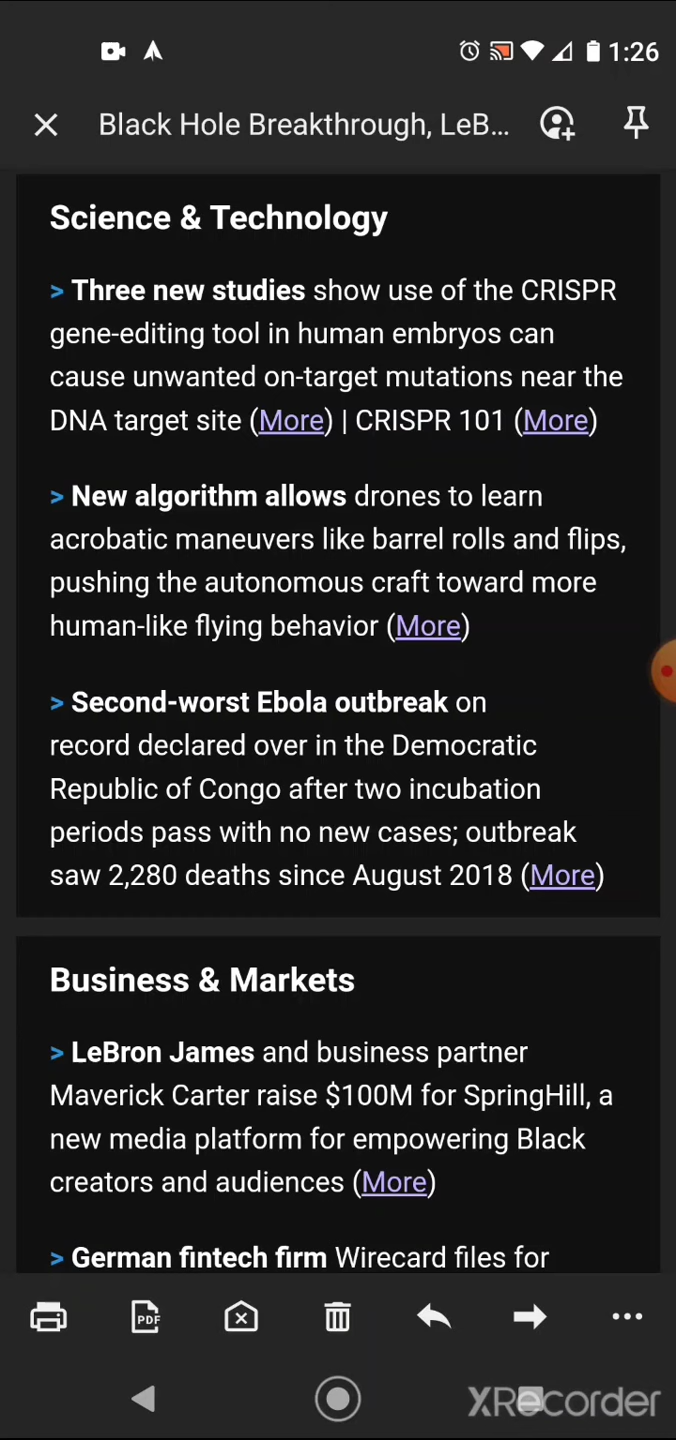 1:26
Black Hole Breakthrough, LeB...
Science & Technology
> Three new studies show use of the CRISPR
gene-editing tool in human embryos can
cause unwanted on-target mutations near the
DNA target site (More) | CRISPR 101 (More)
> New algorithm allows drones to learn
acrobatic maneuvers like barrel rolls and flips,
pushing the autonomous craft toward more
human-like flying behavior (More)
> Second-worst Ebola outbreak on
record declared over in the Democratic
Republic of Congo after two incubation
periods pass with no new cases; outbreak
saw 2,280 deaths since August 2018 (More)
Business & Markets
> LeBron James and business partner
Maverick Carter raise $100M for SpringHill, a
new media platform for empowering Black
creators and audiences (More)
> German fintech firm Wirecard files for
PDF
XRecorder